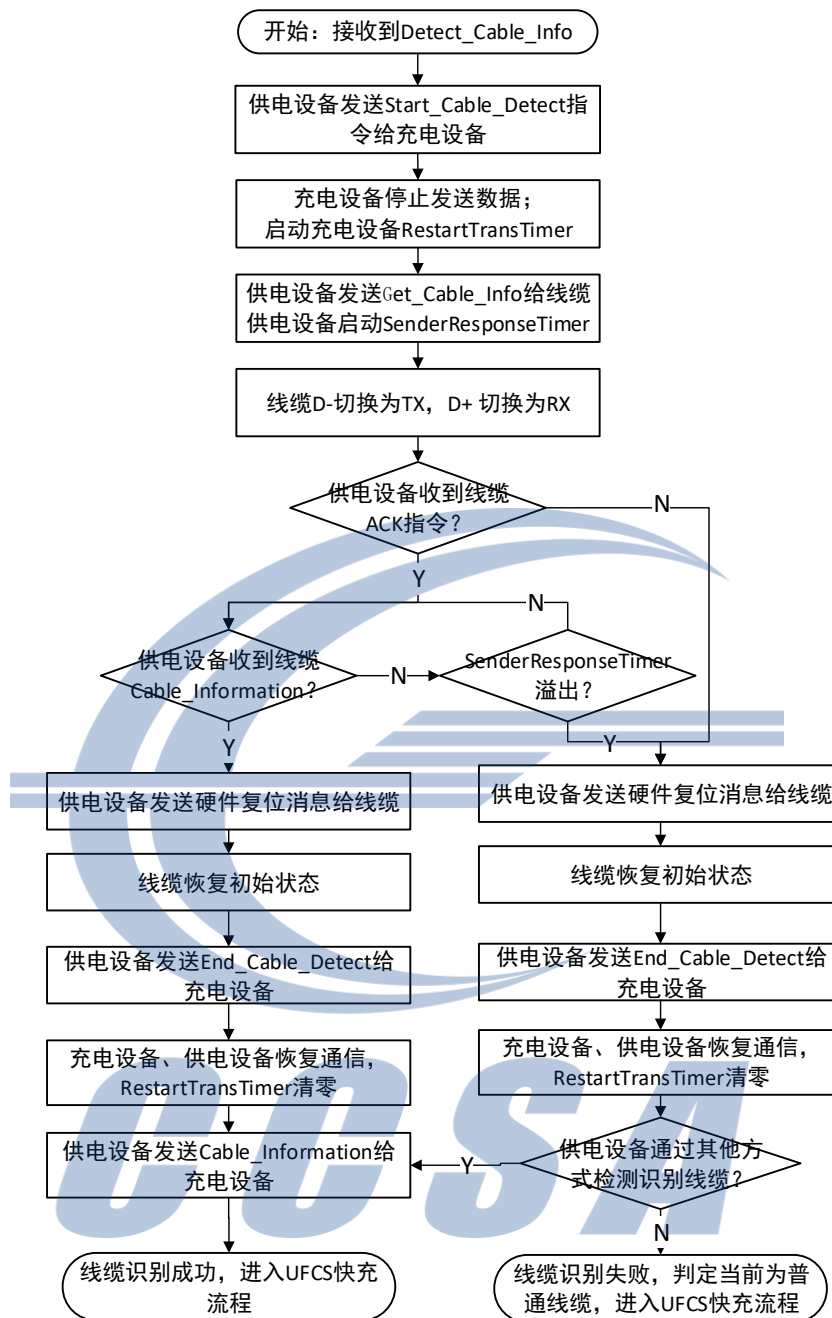 开始：接收到Detect_Cable_Info
供电设备发送Start_Cable_Detect指
令给充电设备
充电设备停止发送数据；
启动充电设备RestartTransTimer
供电设备发送Get_Cable_Info给线缆
供电设备启动SenderResponseTimer
线缆D-切换为TX，D+ 切换为RX
供电设备收到线缆
ACK指令？
N
Y
N
供电设备收到线缆
Cable_Information？
N
SenderResponseTimer
溢出？
Y
Y
供电设备发送硬件复位消息给线缆
线缆恢复初始状态
供电设备发送End_Cable_Detect给
充电设备
充电设备、供电设备恢复通信，
RestartTransTimer清零
供电设备发送Cable_Information给
充电设备
线缆识别成功，进入UFCS快充
流程
供电设备发送硬件复位消息给线缆
线缆恢复初始状态
供电设备发送End_Cable_Detect给
充电设备
充电设备、供电设备恢复通信，
RestartTransTimer清零
供电设备通过其他方
式检测识别线缆？
Y
N
线缆识别失败，判定当前为普
通线缆，进入UFCS快充流程
CCSA